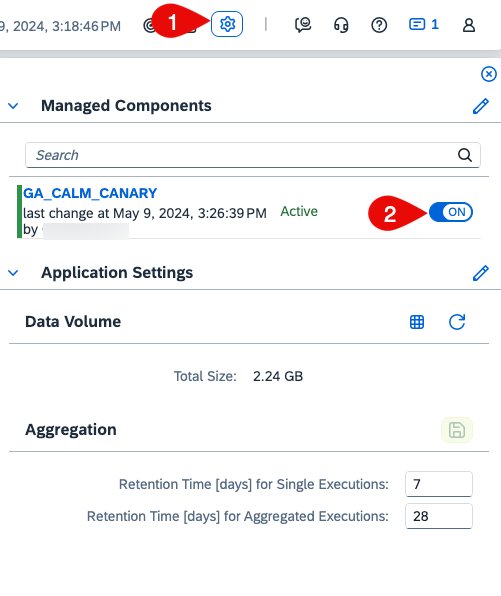 9, 2024, 3:18:46 PM
1
1
Managed Components
Search
GA_CALM_CANARY
last change at May 9, 2024, 3:26:39 PM
by
Active
2
ON
Application Settings
Data Volume
Total Size: 2.24 GB
Aggregation
Retention Time [days] for Single Executions: 7
Retention Time [days] for Aggregated Executions: 28